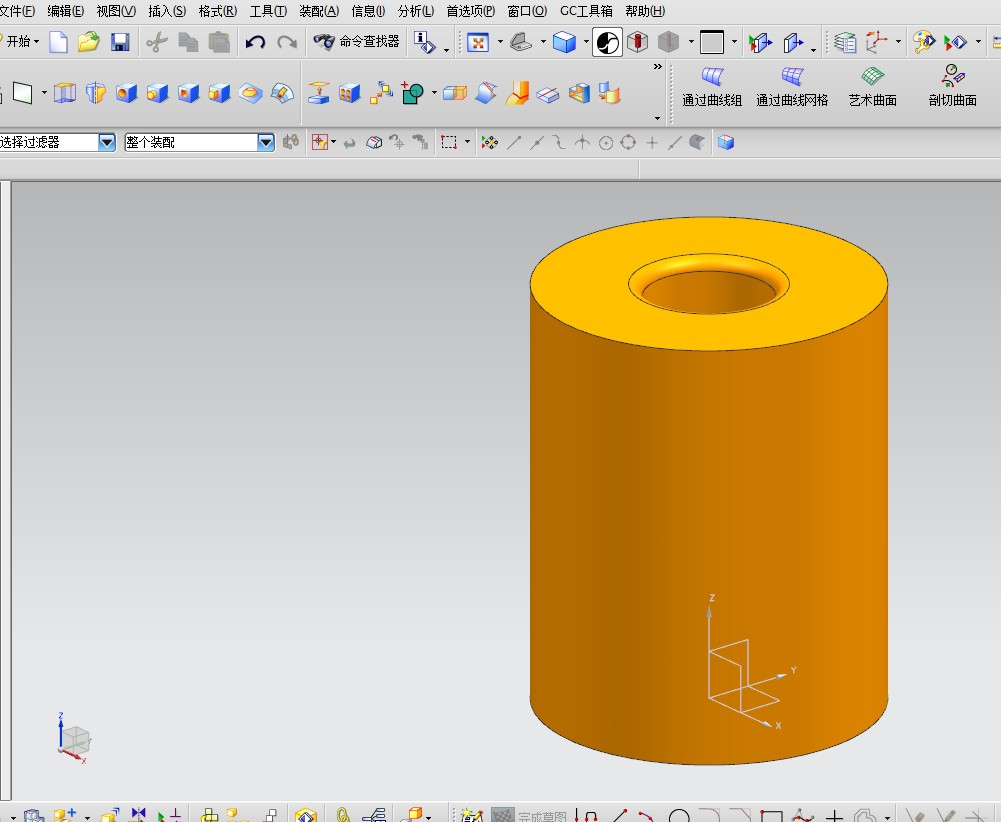 文件(F) 编辑(E) 视图(V) 插入(S) 格式(R) 工具(T) 装配(A) 信息(I) 分析(L) 首选项(P) 窗口(O) GC工具箱 帮助(H)
开始 命令查找器
通过曲线组 通过曲线网格 艺术曲面 剖切曲面
选择过滤器 整个装配
Z
Y
X
Z
X
完成草图